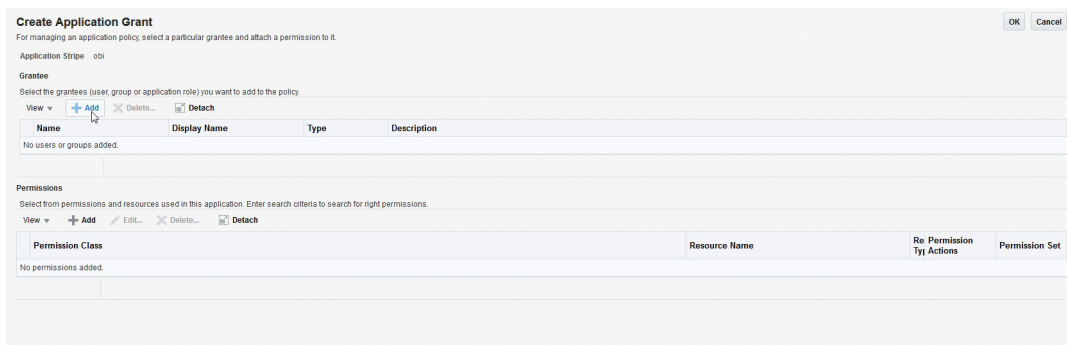 Create Application Grant
OK Cancel
For managing an application policy, select a particular grantee and attach a permission to it.
Application Stripe obi
Grantee
Select the grantees (user, group or application role) you want to add to the policy.
View Add Delete... Detach
Name Display Name Type Description
No users or groups added.
Permissions
Select from permissions and resources used in this application. Enter search criteria to search for right permissions.
View Add Edit... Delete... Detach
Permission Class Resource Name Re Typ Permission Actions Permission Set
No permissions added.